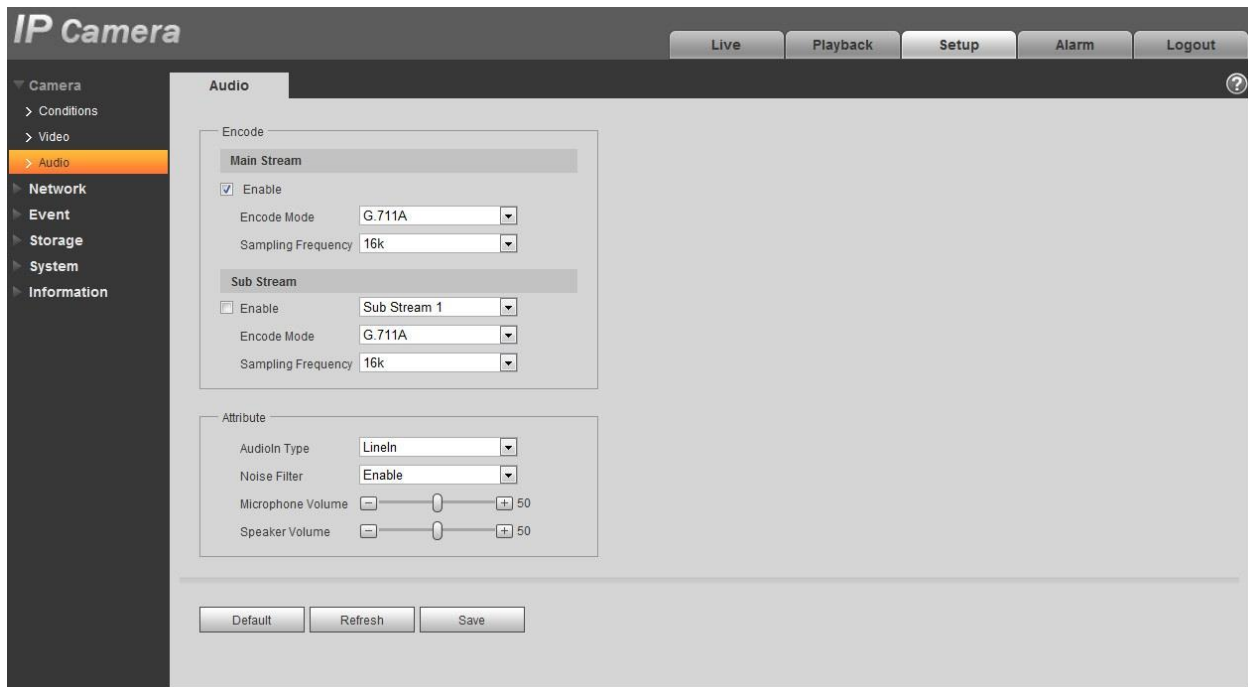 IP Camera
Live Playback Setup Alarm Logout
Camera
Conditions
Video
Audio
Network
Event
Storage
System
Information
Audio
?
Encode
Main Stream
Enable
Encode Mode G.711A
Sampling Frequency 16k
Sub Stream
Enable Sub Stream 1
Encode Mode G.711A
Sampling Frequency 16k
Attribute
AudioIn Type LineIn
Noise Filter Enable
Microphone Volume 50
Speaker Volume 50
Default Refresh Save